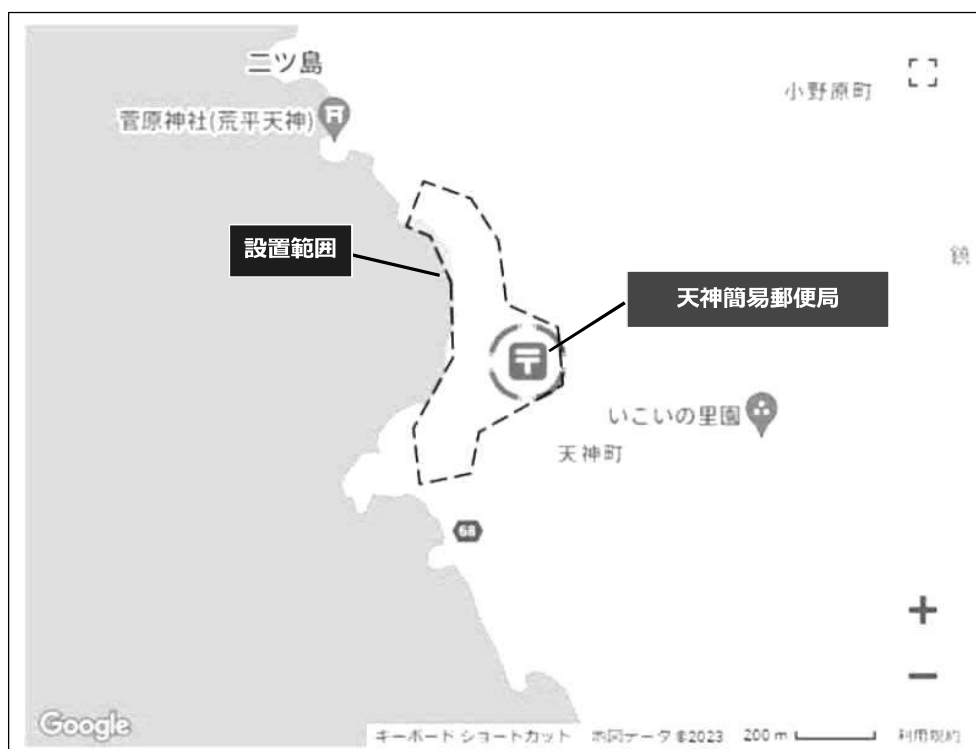 二ツ島
小野原町
菅原神社(荒平天神)
設置範囲
鎮
天神簡易郵便局
いこいの里園
天神町
68
Google
キーボード ショートカット 地図データ ©2023 200 m 利用規約